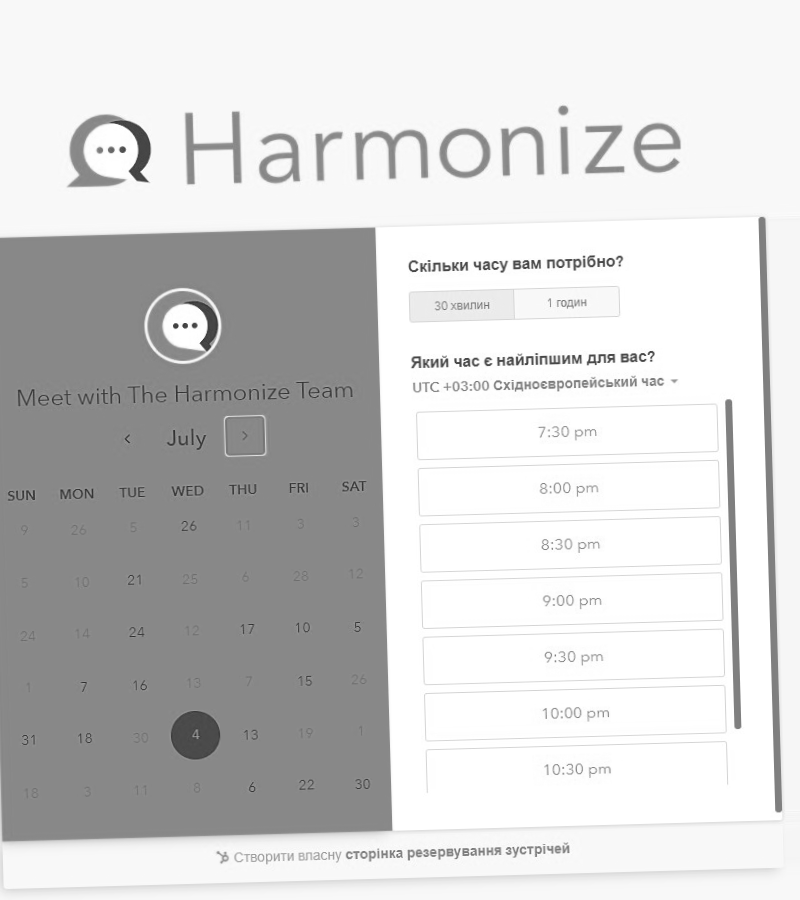 Harmonize
Meet with The Harmonize Team
July
SUN MON TUE WED THU FRI SAT
9 26 5 26 11 3 3
5 10 21 25 6 28 12
24 14 24 12 17 10 5
1 7 16 13 7 15 26
31 18 30 4 13 19 1
18 3 11 8 6 22 30
Скільки часу вам потрібно?
30 хвилин 1 годин
Який час є найліпшим для вас?
UTC +03:00 Східноєвропейський час
7:30 pm
8:00 pm
8:30 pm
9:00 pm
9:30 pm
10:00 pm
10:30 pm
Створити власну сторінка резервування зустрічей